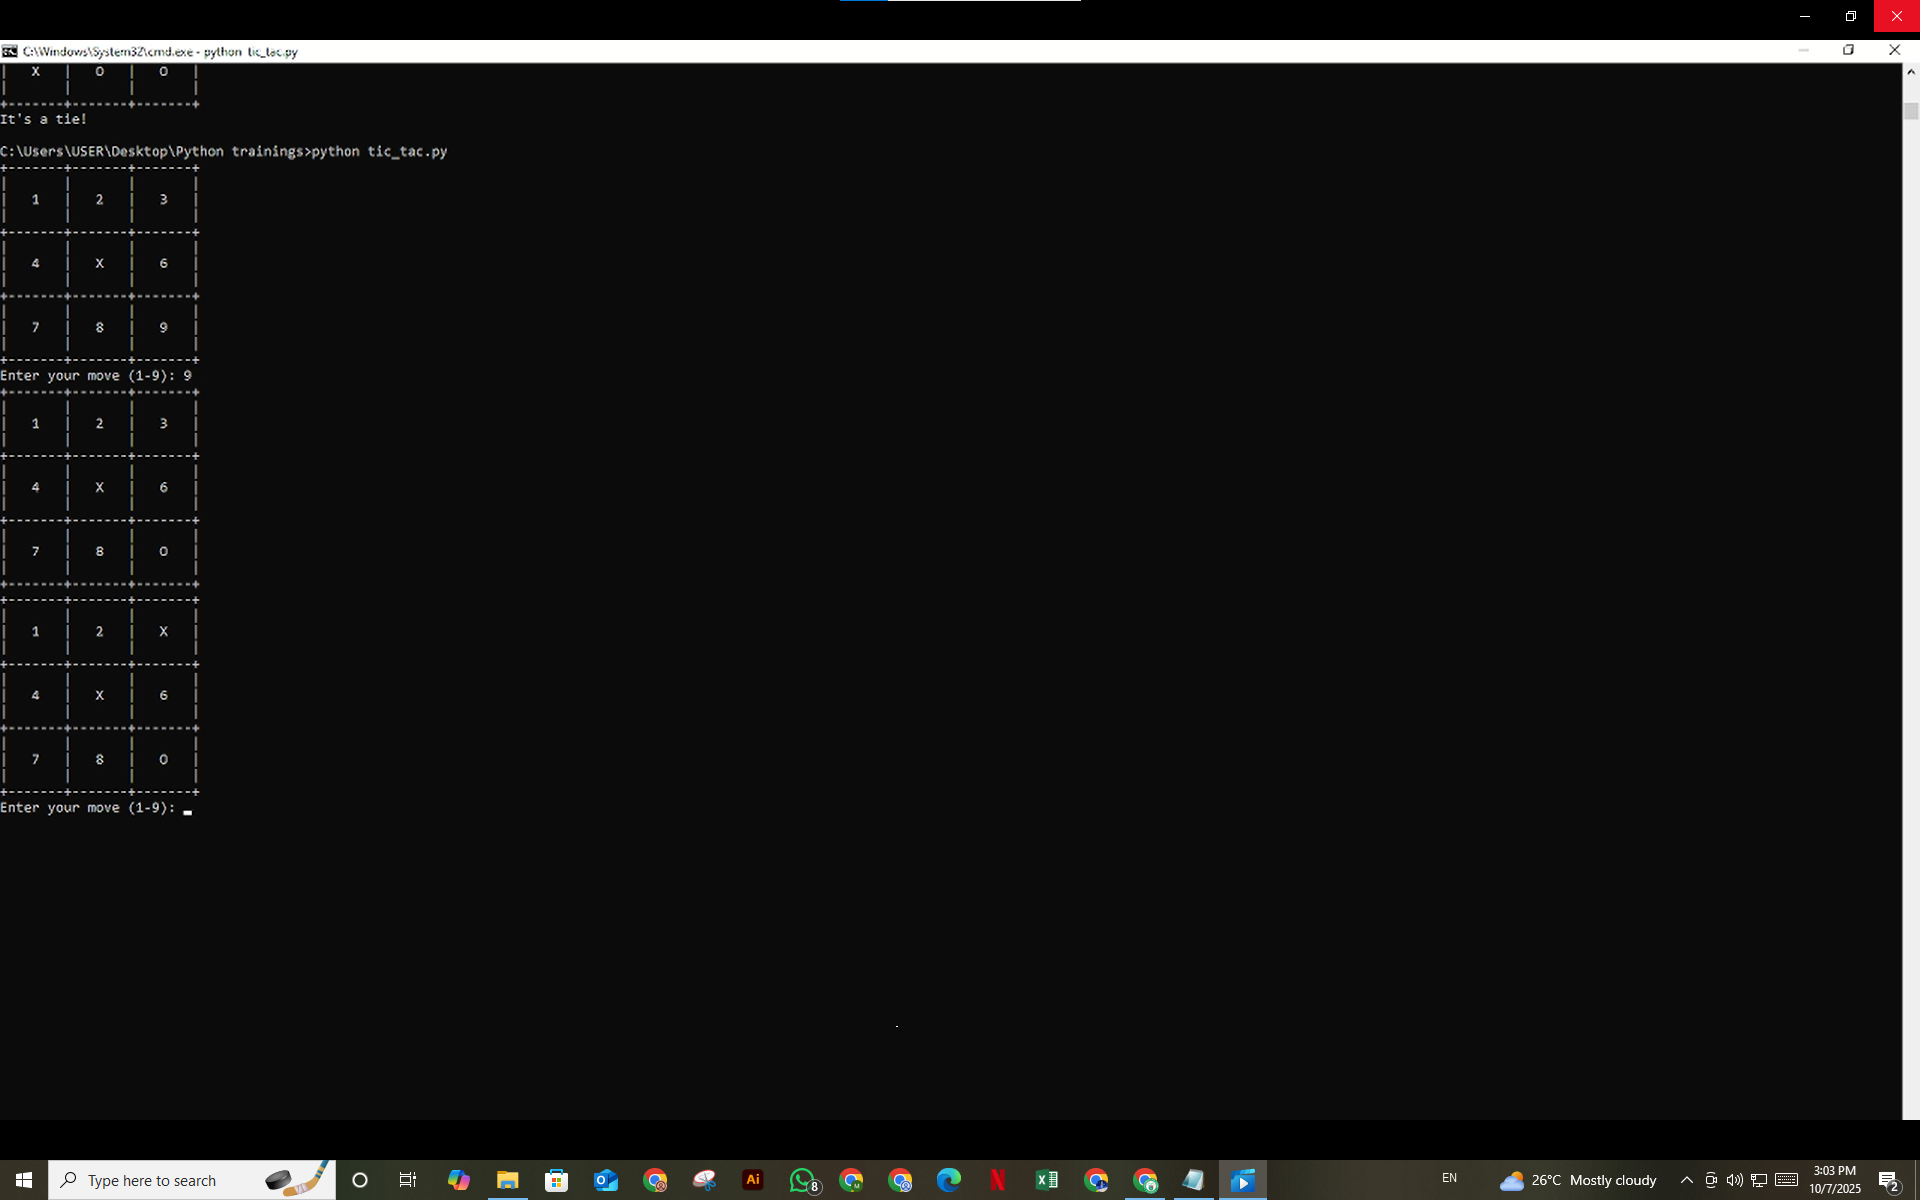 C:\Windows\System32\cmd.exe - python tic_tac.py
| X | O | O |
| | | |
+-------+-------+-------+
It's a tie!
C:\Users\USER\Desktop\Python trainings>python tic_tac.py
+-------+-------+-------+
| | | |
| 1 | 2 | 3 |
| | | |
+-------+-------+-------+
| | | |
| 4 | X | 6 |
| | | |
+-------+-------+-------+
| | | |
| 7 | 8 | 9 |
| | | |
+-------+-------+-------+
Enter your move (1-9): 9
+-------+-------+-------+
| | | |
| 1 | 2 | 3 |
| | | |
+-------+-------+-------+
| | | |
| 4 | X | 6 |
| | | |
+-------+-------+-------+
| | | |
| 7 | 8 | O |
| | | |
+-------+-------+-------+
+-------+-------+-------+
| | | |
| 1 | 2 | X |
| | | |
+-------+-------+-------+
| | | |
| 4 | X | 6 |
| | | |
+-------+-------+-------+
| | | |
| 7 | 8 | O |
| | | |
+-------+-------+-------+
Enter your move (1-9): _
Type here to search
Ai
8
N
EN
26°C Mostly cloudy
3:03 PM
10/7/2025
2